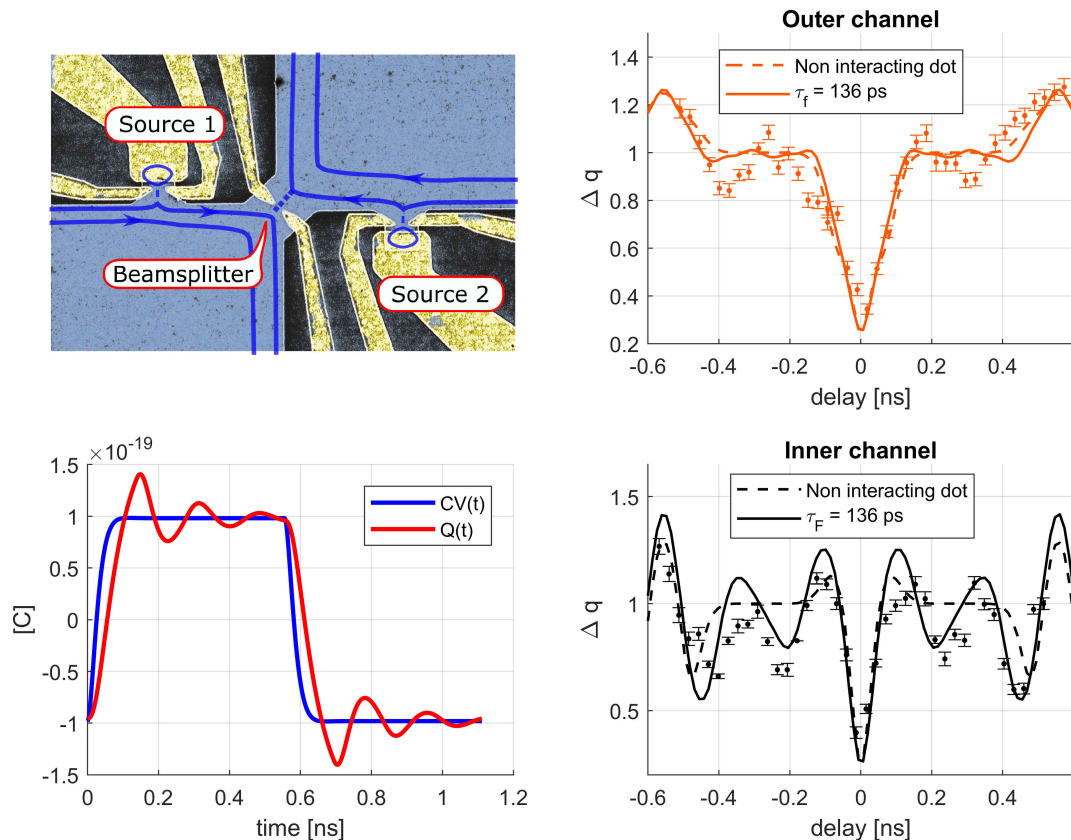 Source 1
Beamsplitter
Source 2
Outer channel
Non interacting dot
τf = 136 ps
Δ q
1.4
1.2
1
0.8
0.6
0.4
0.2
-0.6
-0.4
-0.2
0
0.2
0.4
delay [ns]
×10-19
CV(t)
Q(t)
[C]
1.5
1
0.5
0
-0.5
-1
-1.5
0
0.2
0.4
0.6
0.8
1
1.2
time [ns]
Inner channel
Non interacting dot
τF = 136 ps
Δ q
1.5
1
0.5
-0.6
-0.4
-0.2
0
0.2
0.4
delay [ns]